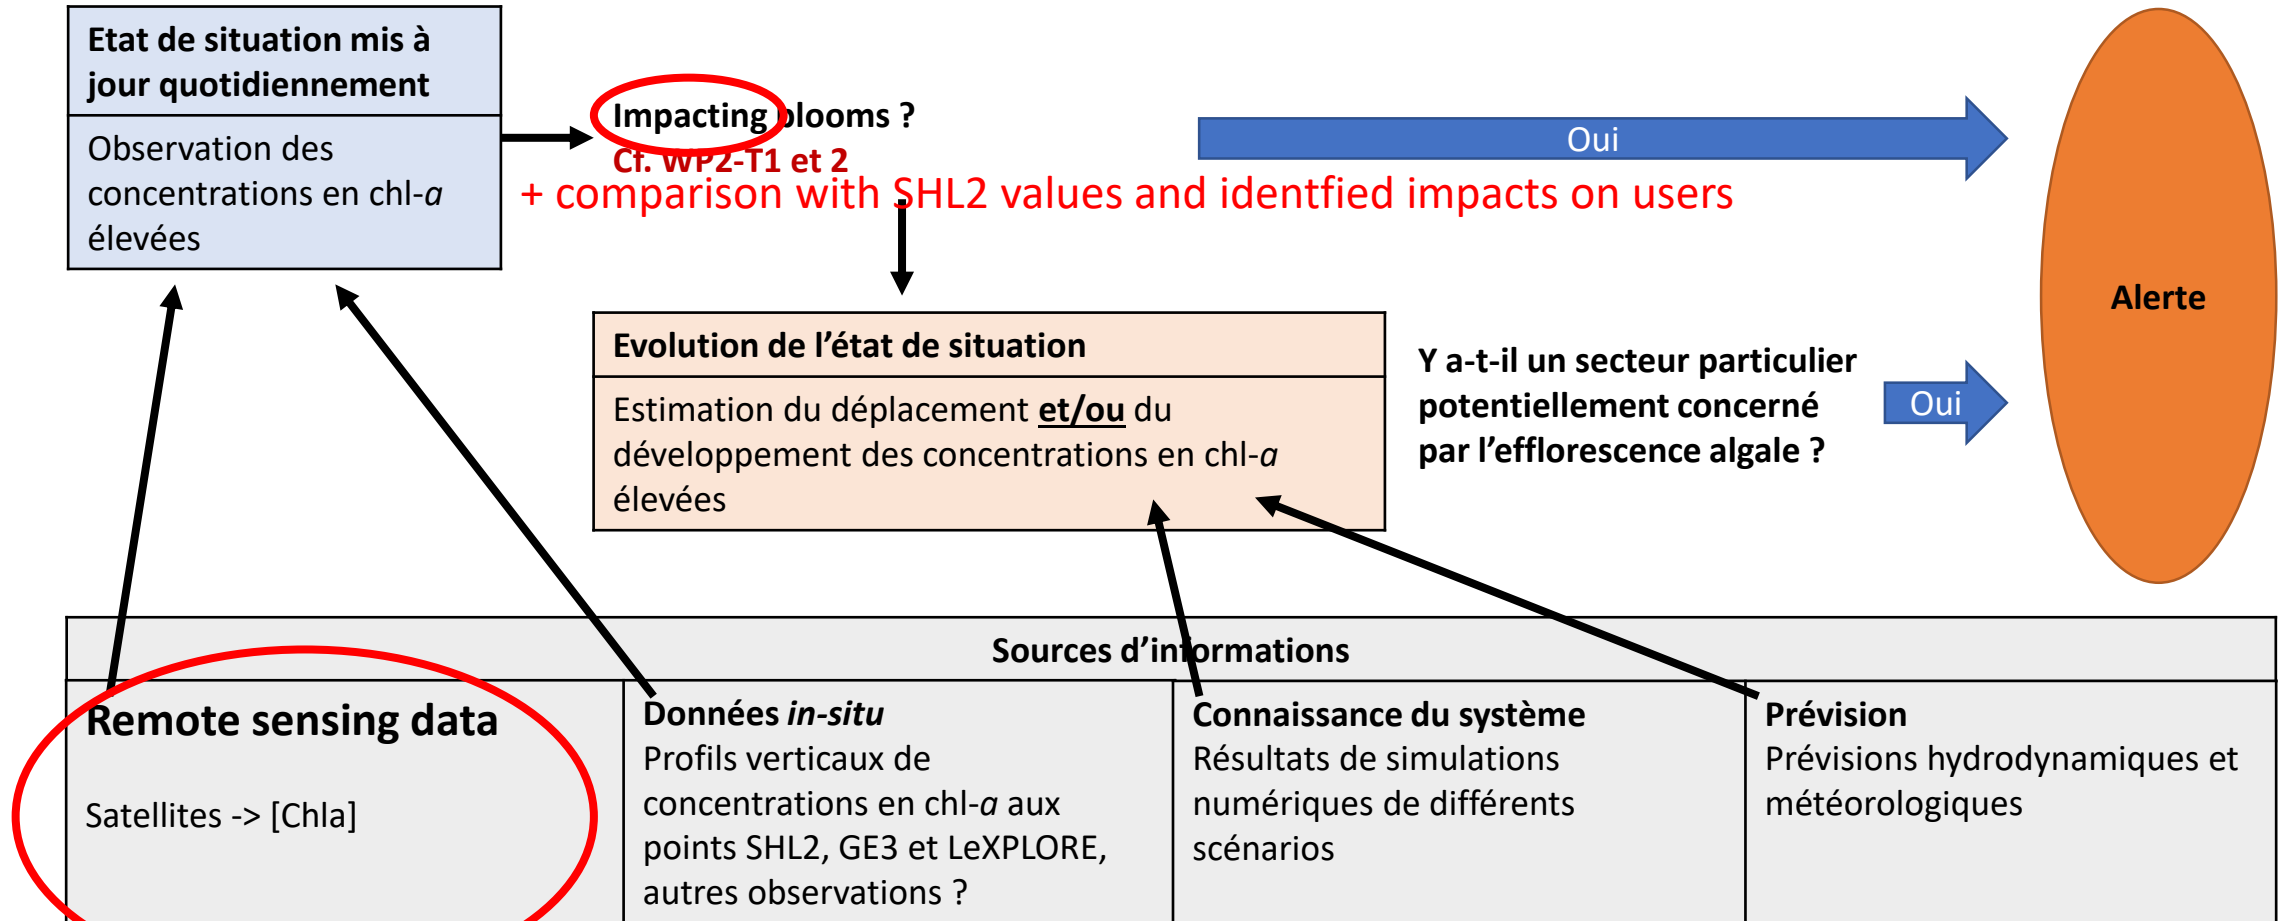 Etat de situation mis à
jour quotidiennement
Observation des
concentrations en chl-a
élevées
Impacting blooms ?
Cf. WP2-T1 et 2
+ comparison with SHL2 values and identfied impacts on users
Oui
Alerte
Evolution de l’état de situation
Estimation du déplacement et/ou du
développement des concentrations en chl-a
élevées
Y a-t-il un secteur particulier
potentiellement concerné
par l’efflorescence algale ?
Oui
Sources d’informations
Remote sensing data
Satellites -> [Chla]
Données in-situ
Profils verticaux de
concentrations en chl-a aux
points SHL2, GE3 et LeXPLORE,
autres observations ?
Connaissance du système
Résultats de simulations
numériques de différents
scénarios
Prévision
Prévisions hydrodynamiques et
météorologiques